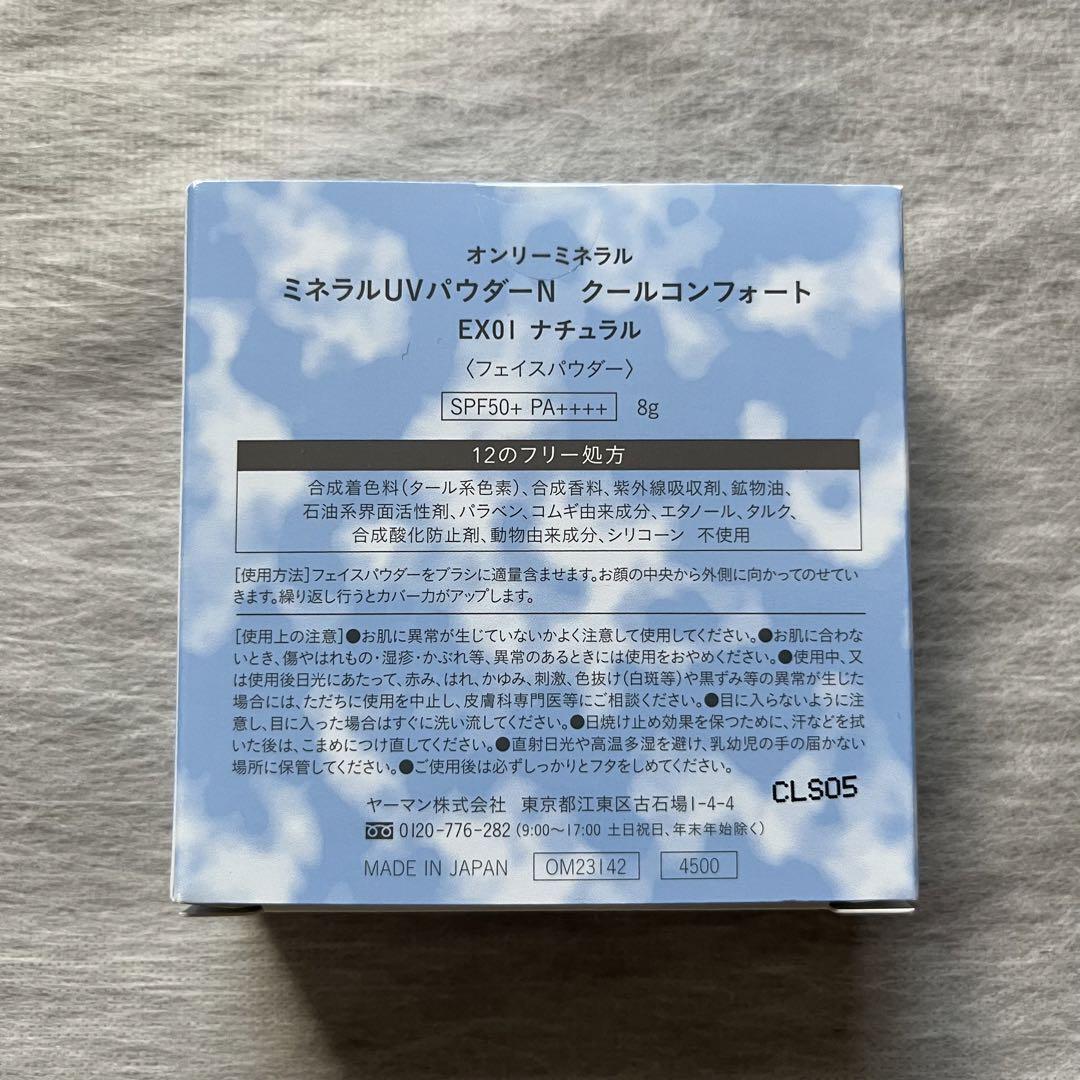 オンリーミネラル
ミネラルUVパウダーN クールコンフォート
EX01 ナチュラル
〈フェイスパウダー〉
SPF50+ PA++++ 8g
12のフリー処方
合成着色料(タール系色素)、合成香料、紫外線吸収剤、鉱物油、
石油系界面活性剤、パラベン、コムギ由来成分、エタノール、タルク、
合成酸化防止剤、動物由来成分、シリコーン 不使用
[使用方法]フェイスパウダーをブラシに適量含ませます。お顔の中央から外側に向かってのせてい
きます。繰り返し行うとカバー力がアップします。
[使用上の注意]●お肌に異常が生じていないかよく注意して使用してください。●お肌に合わな
いとき、傷やはれもの・湿疹・かぶれ等、異常のあるときには使用をおやめください。●使用中、又
は使用後日光にあたって、赤み、はれ、かゆみ、刺激、色抜け(白斑等)や黒ずみ等の異常が生じた
場合には、ただちに使用を中止し、皮膚科専門医等にご相談ください。●目に入らないように注
意し、目に入った場合はすぐに洗い流してください。●日焼け止め効果を保つために、汗などを拭
いた後は、こまめにつけ直してください。●直射日光や高温多湿を避け、乳幼児の手の届かない
場所に保管してください。●ご使用後は必ずしっかりとフタをしめてください。
CLS05
ヤーマン株式会社 東京都江東区古石場1-4-4
0120-776-282 (9:00〜17:00 土日祝日、年末年始除く)
MADE IN JAPAN OM23142 4500